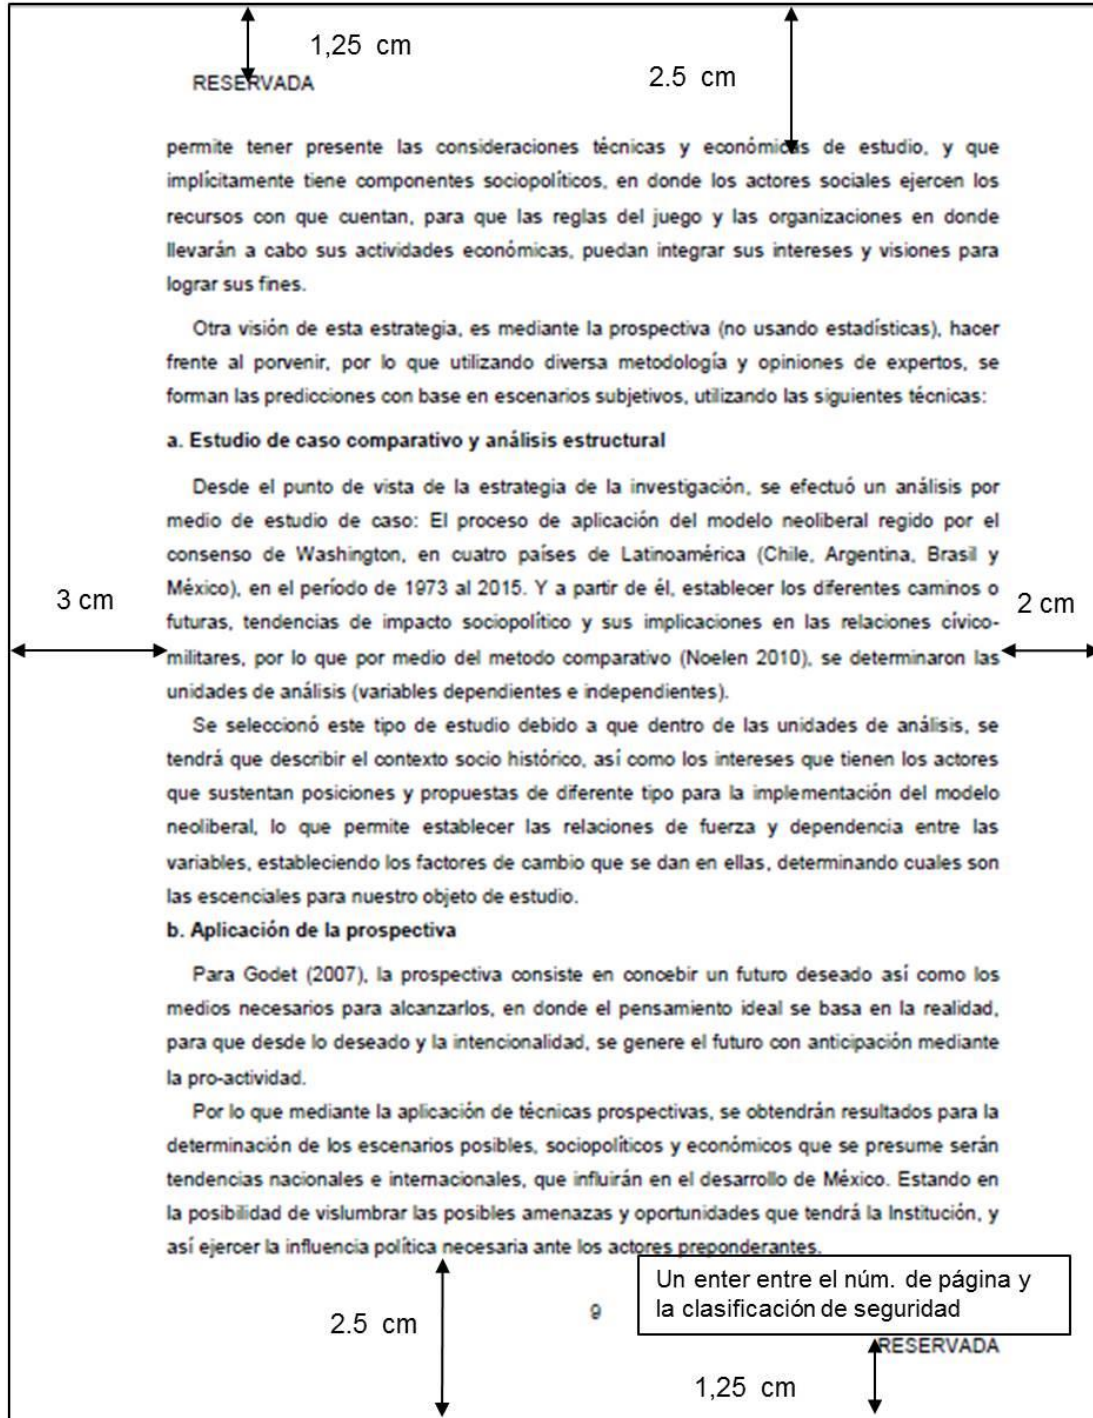 1,25 cm
2.5 cm
RESERVADA
permite tener presente las consideraciones técnicas y económicas de estudio, y que
implícitamente tiene componentes sociopolíticos, en donde los actores sociales ejercen los
recursos con que cuentan, para que las reglas del juego y las organizaciones en donde
llevarán a cabo sus actividades económicas, puedan integrar sus intereses y visiones para
lograr sus fines.
Otra visión de esta estrategia, es mediante la prospectiva (no usando estadísticas), hacer
frente al porvenir, por lo que utilizando diversa metodología y opiniones de expertos, se
forman las predicciones con base en escenarios subjetivos, utilizando las siguientes técnicas:
a. Estudio de caso comparativo y análisis estructural
Desde el punto de vista de la estrategia de la investigación, se efectuó un análisis por
medio de estudio de caso: El proceso de aplicación del modelo neoliberal regido por el
consenso de Washington, en cuatro países de Latinoamérica (Chile, Argentina, Brasil y
México), en el período de 1973 al 2015. Y a partir de él, establecer los diferentes caminos o
3 cm
2 cm
futuras, tendencias de impacto sociopolítico y sus implicaciones en las relaciones cívico-
militares, por lo que por medio del metodo comparativo (Noelen 2010), se determinaron las
unidades de análisis (variables dependientes e independientes).
Se seleccionó este tipo de estudio debido a que dentro de las unidades de análisis, se
tendrá que describir el contexto socio histórico, así como los intereses que tienen los actores
que sustentan posiciones y propuestas de diferente tipo para la implementación del modelo
neoliberal, lo que permite establecer las relaciones de fuerza y dependencia entre las
variables, estableciendo los factores de cambio que se dan en ellas, determinando cuales son
las escenciales para nuestro objeto de estudio.
b. Aplicación de la prospectiva
Para Godet (2007), la prospectiva consiste en concebir un futuro deseado así como los
medios necesarios para alcanzarlos, en donde el pensamiento ideal se basa en la realidad,
para que desde lo deseado y la intencionalidad, se genere el futuro con anticipación mediante
la pro-actividad.
Por lo que mediante la aplicación de técnicas prospectivas, se obtendrán resultados para la
determinación de los escenarios posibles, sociopolíticos y económicos que se presume serán
tendencias nacionales e internacionales, que influirán en el desarrollo de México. Estando en
la posibilidad de vislumbrar las posibles amenazas y oportunidades que tendrá la Institución, y
así ejercer la influencia política necesaria ante los actores preponderantes.
Un enter entre el núm. de página y
la clasificación de seguridad
9
2.5 cm
RESERVADA
1,25 cm